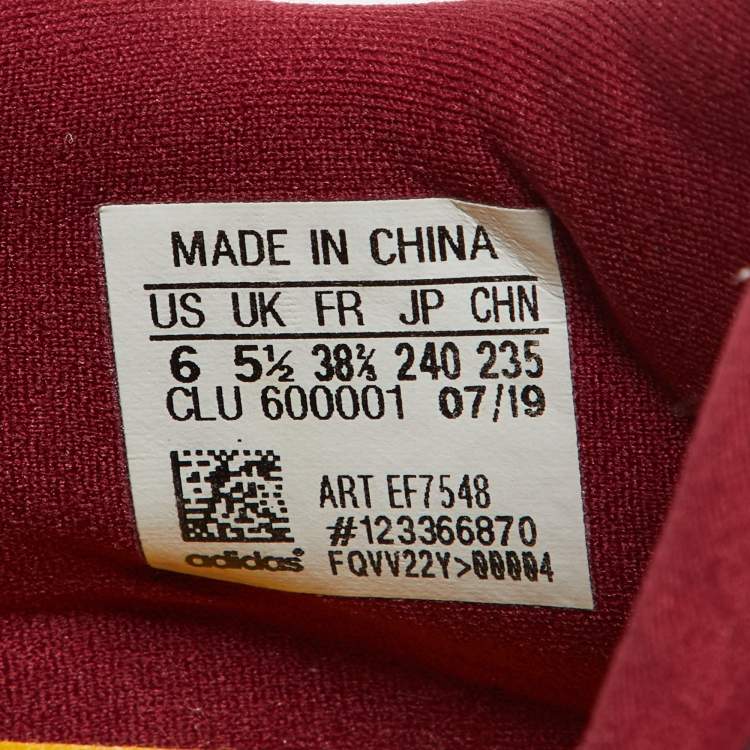 MADE IN CHINA
US UK FR JP CHN
6 5½ 38⅔ 240 235
CLU 600001 07/19
ART EF7548
#123366870
adidas FQVV22Y>00004